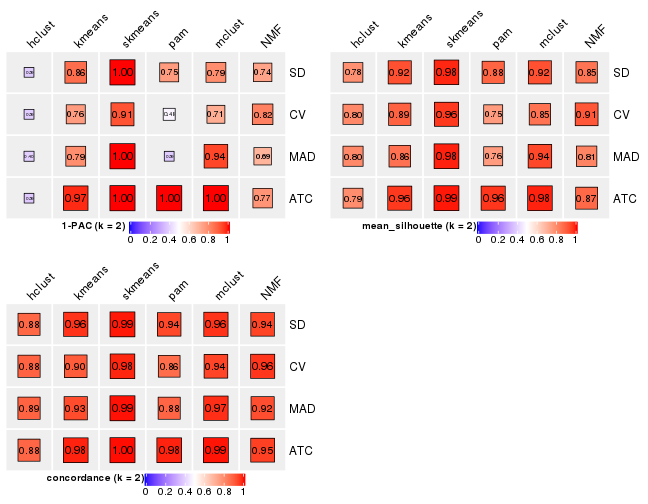 hclust kmeans skmeans pam mclust NMF
0.86 1.00 0.75 0.79 0.74 SD
0.76 0.91 0.71 0.82 CV
0.79 1.00 0.94 0.69 MAD
0.97 1.00 1.00 1.00 0.77 ATC
1-PAC (k = 2)
0 0.2 0.4 0.6 0.8 1
hclust kmeans skmeans pam mclust NMF
0.78 0.92 0.98 0.88 0.92 0.85 SD
0.80 0.89 0.96 0.75 0.85 0.91 CV
0.80 0.86 0.98 0.76 0.94 0.81 MAD
0.79 0.96 0.99 0.96 0.98 0.87 ATC
mean_silhouette (k = 2)
0 0.2 0.4 0.6 0.8 1
hclust kmeans skmeans pam mclust NMF
0.88 0.96 0.99 0.94 0.96 0.94 SD
0.88 0.90 0.98 0.86 0.94 0.96 CV
0.89 0.93 0.99 0.88 0.97 0.92 MAD
0.88 0.98 1.00 0.98 0.99 0.95 ATC
concordance (k = 2)
0 0.2 0.4 0.6 0.8 1